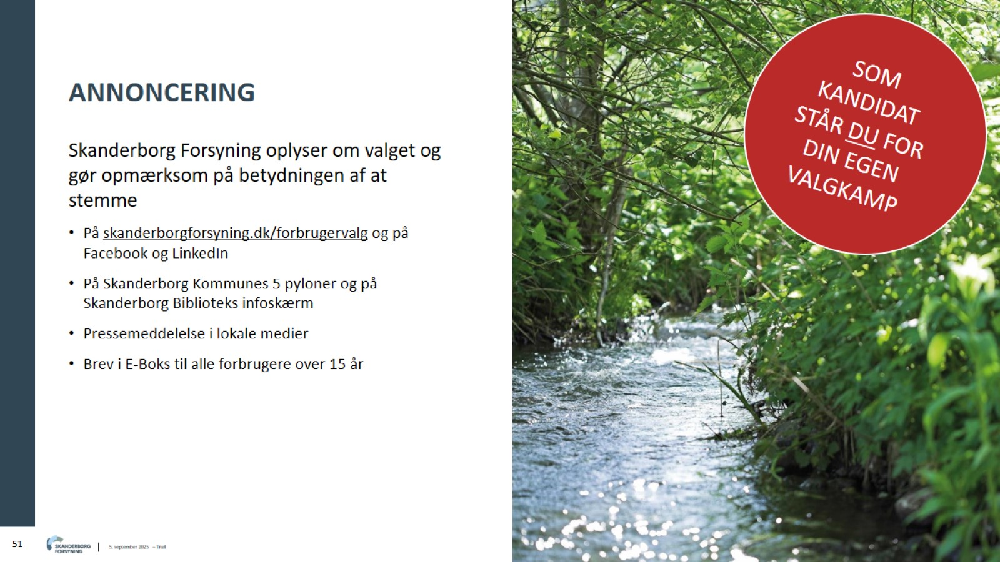 ANNONCERING
Skanderborg Forsyning oplyser om valget og
gør opmærksom på betydningen af at
stemme
• På skanderborgforsyning.dk/forbrugervalg og på
Facebook og LinkedIn
• På Skanderborg Kommunes 5 pyloner og på
Skanderborg Biblioteks infoskærm
• Pressemeddelelse i lokale medier
• Brev i E-Boks til alle forbrugere over 15 år
SOM
KANDIDAT
STÅR DU FOR
DIN EGEN
VALGKAMP
51
SKANDERBORG
FORSYNING
5. september 2025 – Titel